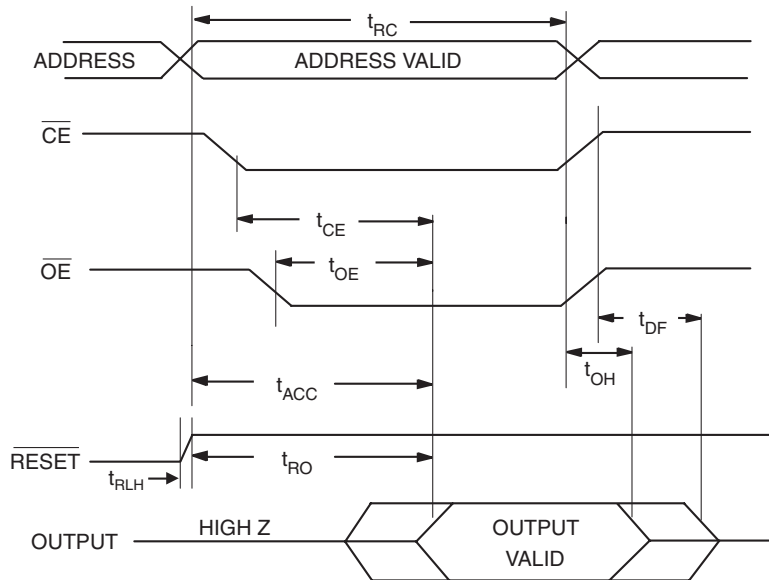 tRC
ADDRESS
ADDRESS VALID
CE
tCE
OE
tOE
tDF
tOH
tACC
RESET
tRO
tRLH
OUTPUT
HIGH Z
OUTPUT
VALID